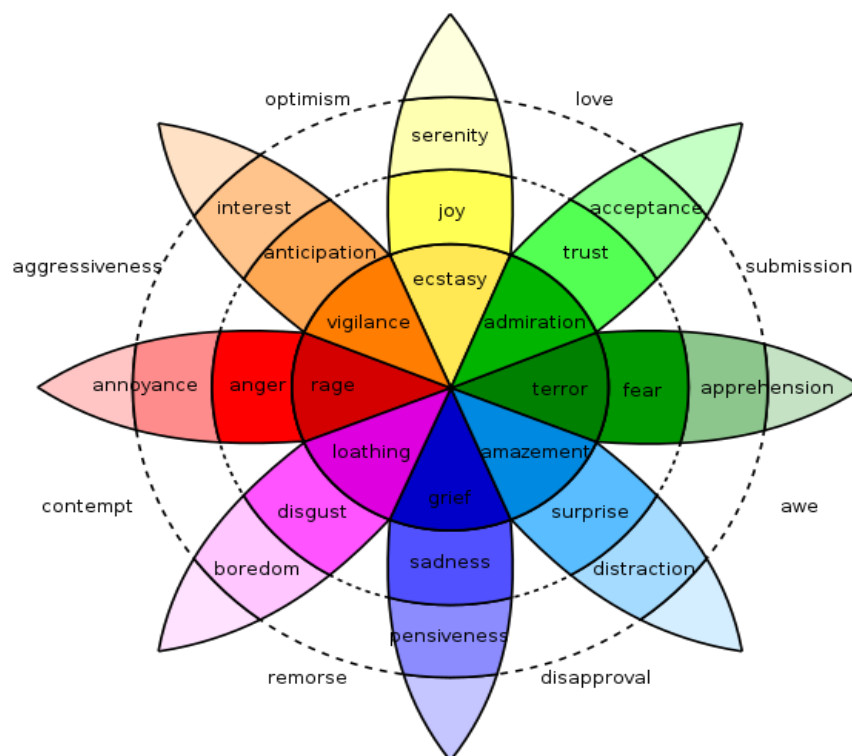 optimism
love
serenity
interest
joy
acceptance
anticipation
trust
aggressiveness
ecstasy
submission
vigilance
admiration
annoyance
anger
rage
terror
fear
apprehension
loathing
amazement
contempt
disgust
grief
surprise
awe
boredom
sadness
distraction
pensiveness
remorse
disapproval